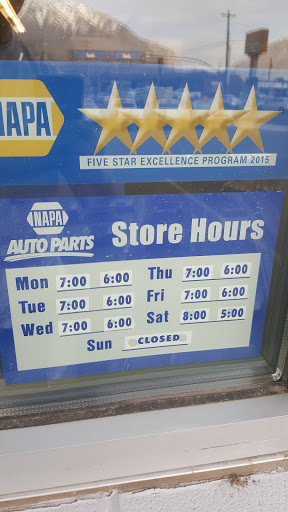 NAPA
FIVE STAR EXCELLENCE PROGRAM 2015
NAPA
AUTO PARTS
Store Hours
Mon 7:00 6:00
Tue 7:00 6:00
Wed 7:00 6:00
Thu 7:00 6:00
Fri 7:00 6:00
Sat 8:00 5:00
Sun CLOSED